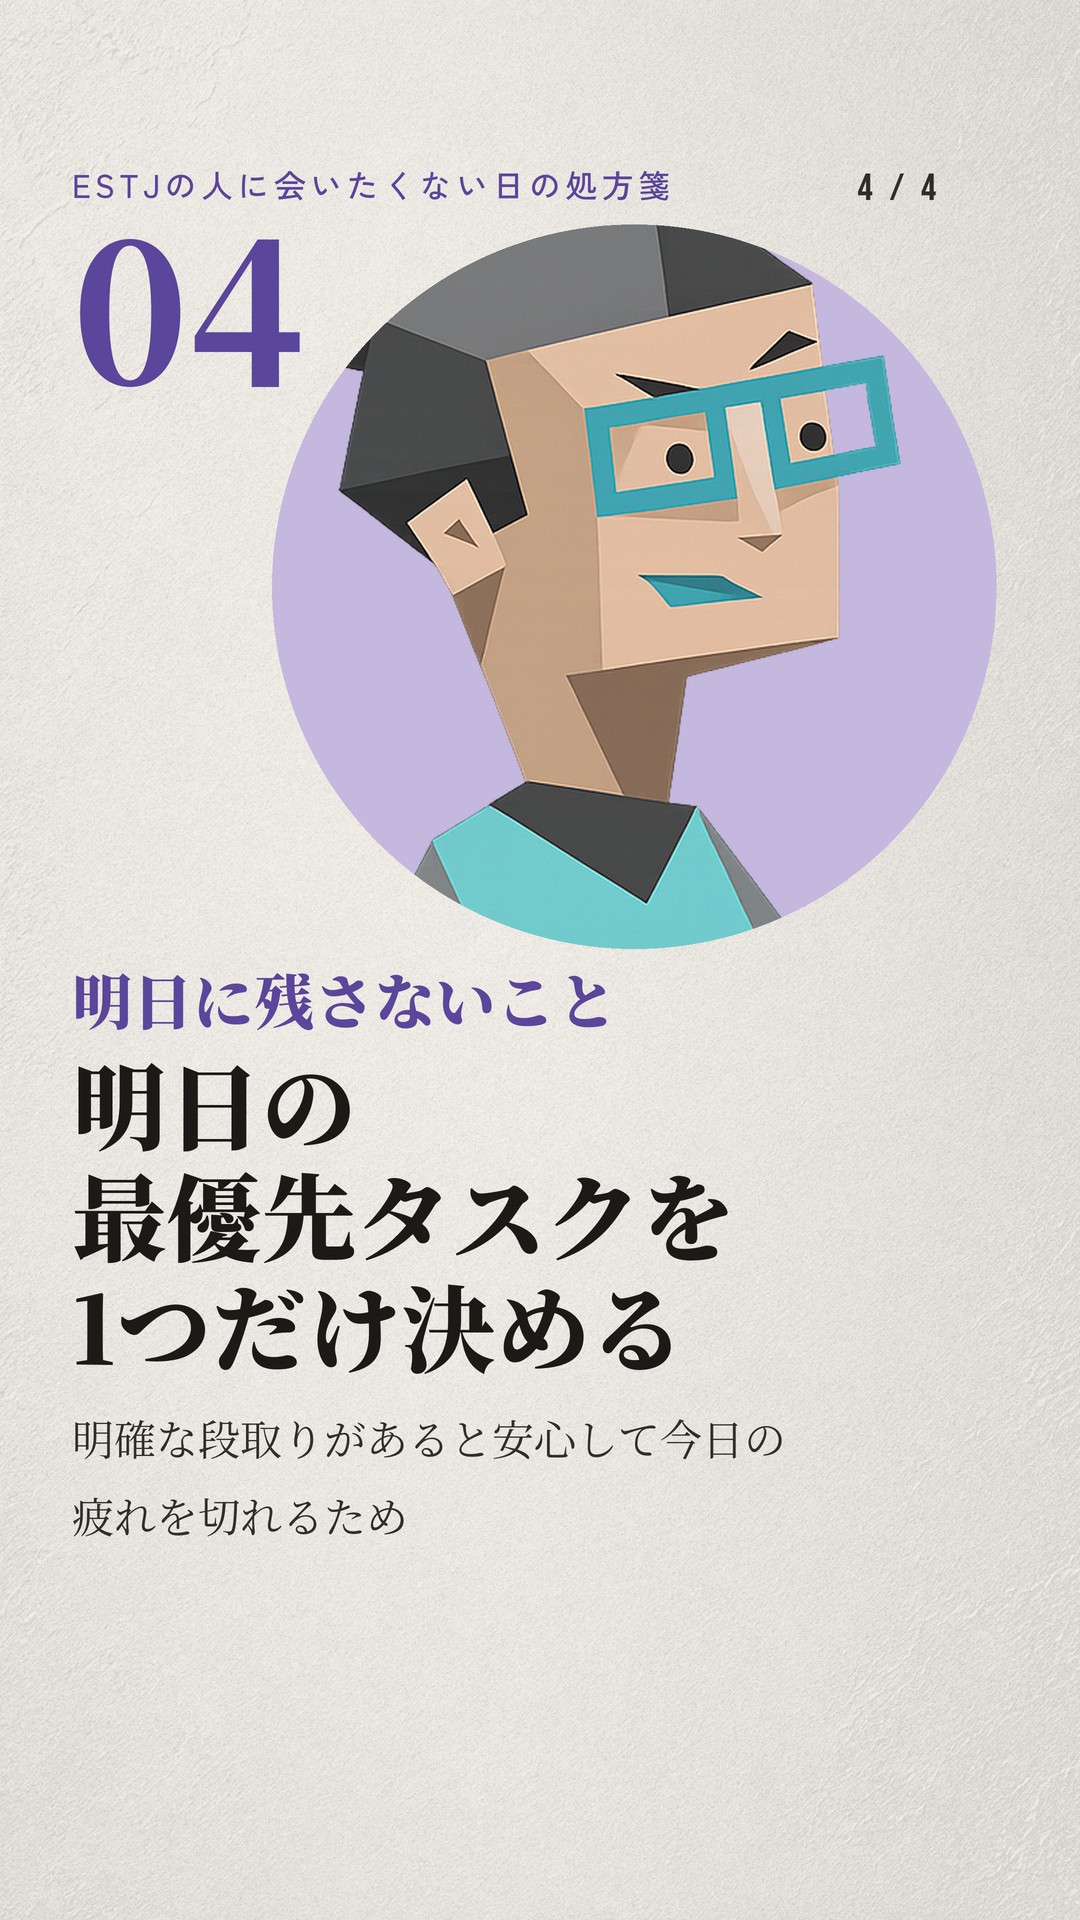 ESTJの人に会いたくない日の処方箋
4 / 4
04
明日に残さないこと
明日の
最優先タスクを
1つだけ決める
明確な段取りがあると安心して今日の
疲れを切れるため